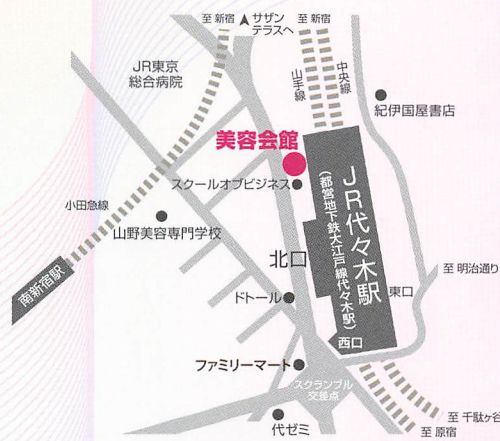 至 新宿
サザン
テラスへ
至 新宿
JR東京
総合病院
山手線
中央線
紀伊国屋書店
美容会館
スクールオブビジネス
小田急線
山野美容専門学校
JR代々木駅
(都営地下鉄大江戸線代々木駅)
南新宿駅
北口
至 明治通り
ドトール
東口
西口
ファミリーマート
スクランブル
交差点
代ゼミ
至 千駄ヶ谷
至 原宿